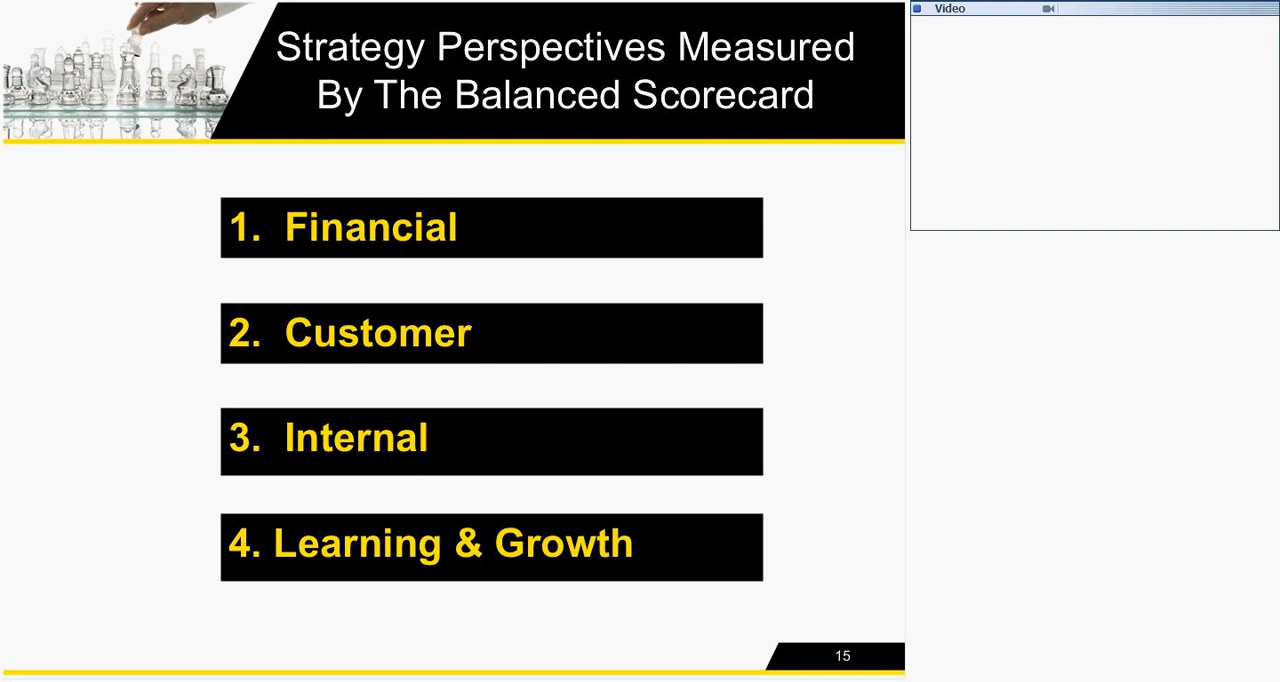 Strategy Perspectives Measured
By The Balanced Scorecard
1. Financial
2. Customer
3. Internal
4. Learning & Growth
15
Video